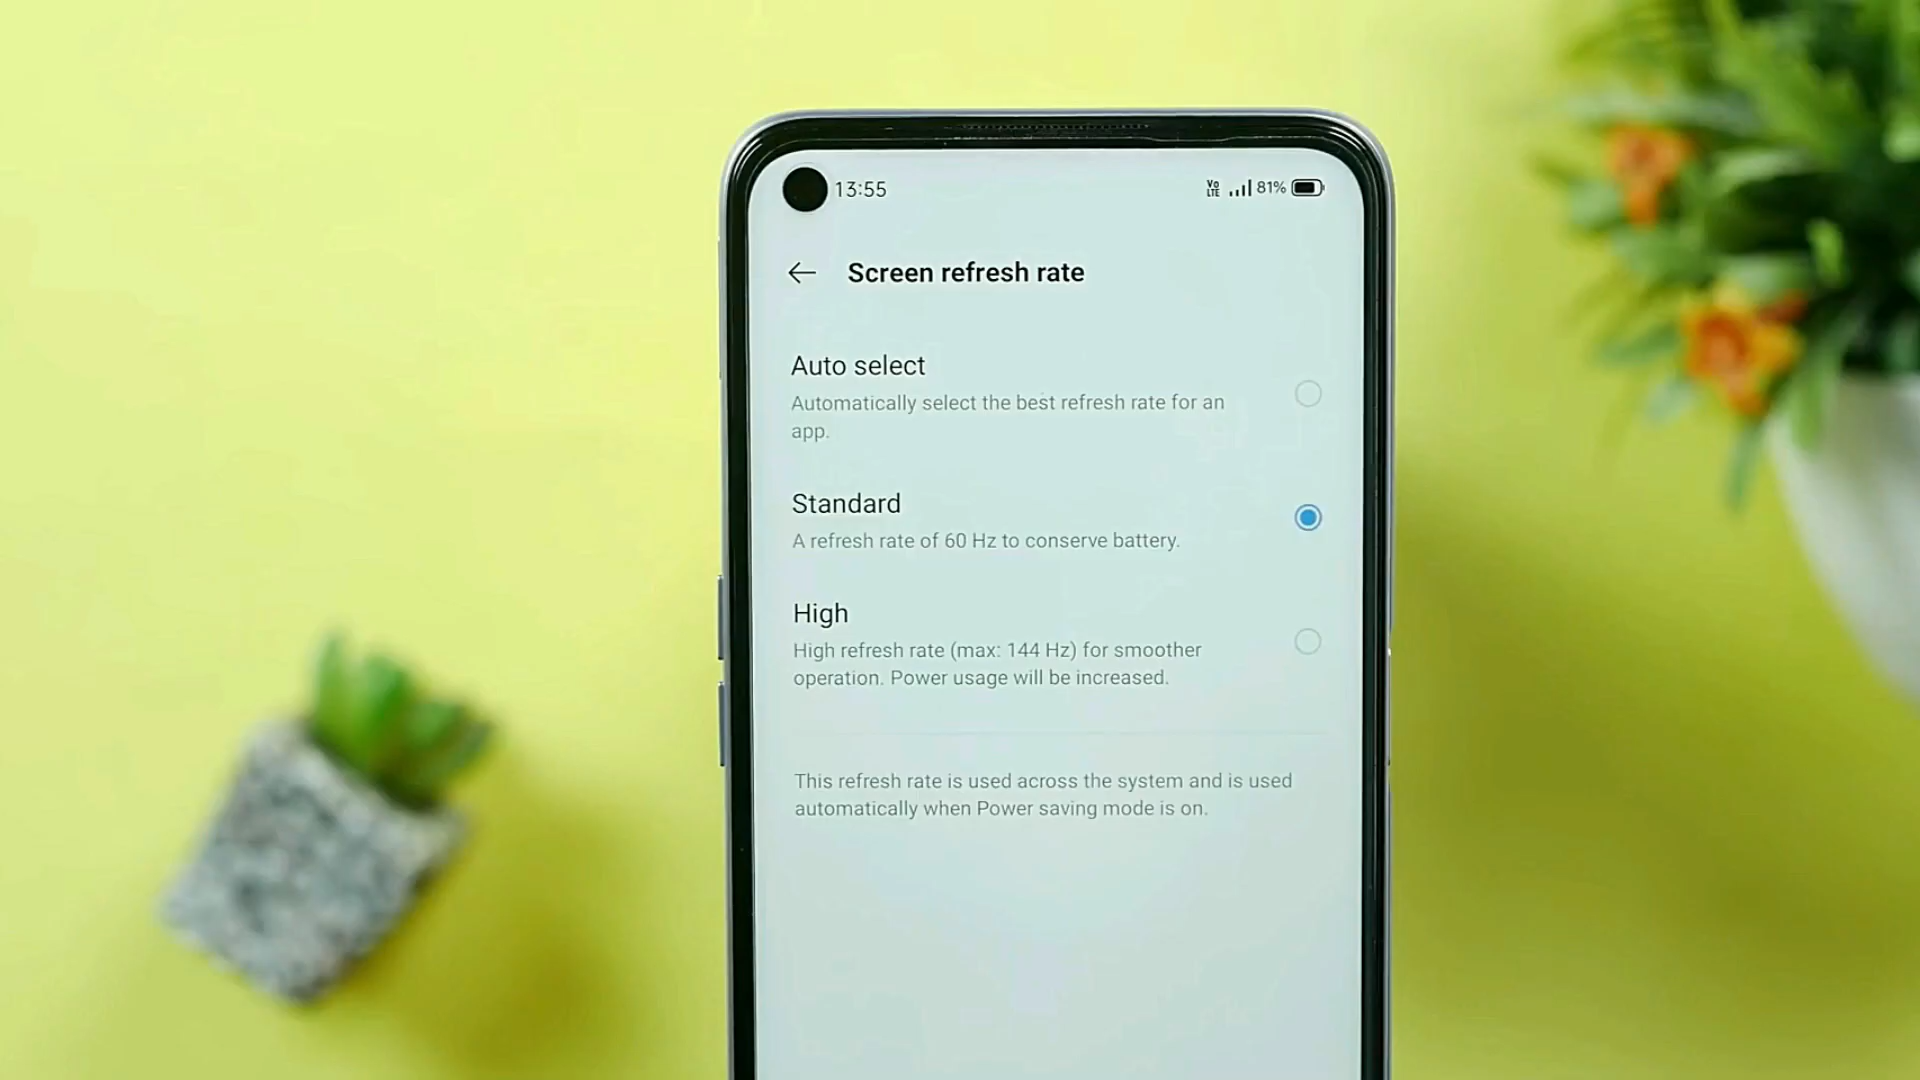 13:55
Vo LTE 81%
Screen refresh rate
Auto select
Automatically select the best refresh rate for an
app.
Standard
A refresh rate of 60 Hz to conserve battery.
High
High refresh rate (max: 144 Hz) for smoother
operation. Power usage will be increased.
This refresh rate is used across the system and is used
automatically when Power saving mode is on.